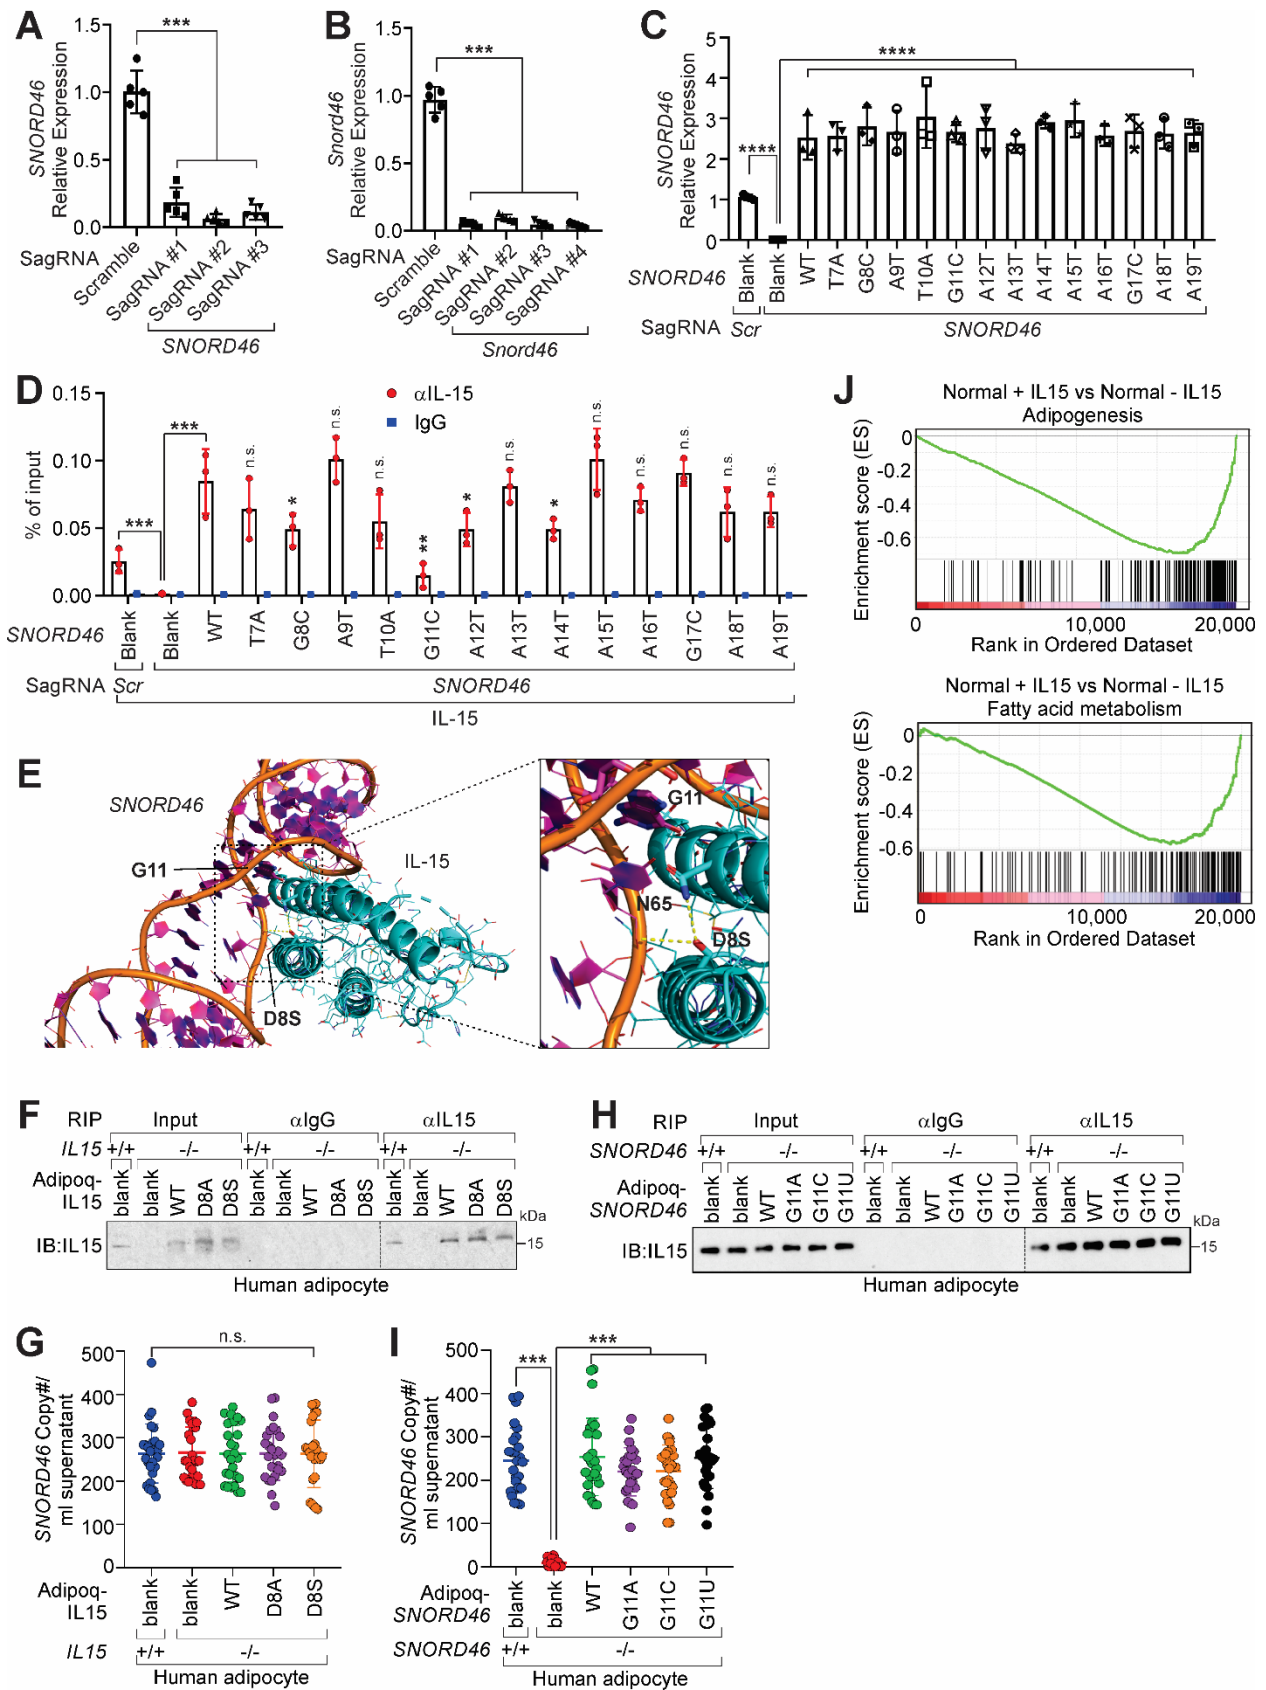 A
SNORD46
Relative Expression
1.5
1.0
0.5
0.0
***
SagRNA
Scramble
SagRNA #1
SagRNA #2
SagRNA #3
SNORD46
B
Snord46
Relative Expression
1.5
1.0
0.5
0.0
***
SagRNA
Scramble
SagRNA #1
SagRNA #2
SagRNA #3
SagRNA #4
Snord46
C
SNORD46
Relative Expression
5
4
3
2
1
0
****
****
SNORD46
Blank
Blank
WT
T7A
G8C
A9T
T10A
G11C
A12T
A13T
A14T
A15T
A16T
G17C
A18T
A19T
SagRNA Scr
SNORD46
D
% of input
0.15
0.10
0.05
0.00
αIL-15
IgG
***
***
n.s.
*
n.s.
n.s.
**
*
n.s.
*
n.s.
n.s.
n.s.
n.s.
n.s.
SNORD46
Blank
Blank
WT
T7A
G8C
A9T
T10A
G11C
A12T
A13T
A14T
A15T
A16T
G17C
A18T
A19T
SagRNA Scr
SNORD46
IL-15
J
Normal + IL15 vs Normal - IL15
Adipogenesis
Enrichment score (ES)
0
-0.2
-0.4
-0.6
0 10,000 20,000
Rank in Ordered Dataset
Normal + IL15 vs Normal - IL15
Fatty acid metabolism
Enrichment score (ES)
0
-0.2
-0.4
-0.6
0 10,000 20,000
Rank in Ordered Dataset
E
SNORD46
G11
IL-15
D8S
G11
N65
D8S
F
RIP Input αIgG αIL15
IL15 +/+ -/- +/+ -/- +/+ -/-
Adipoq-
IL15
blank
blank
WT
D8A
D8S
blank
blank
WT
D8A
D8S
blank
blank
WT
D8A
D8S
kDa
IB:IL15
15
Human adipocyte
H
RIP Input αIgG αIL15
SNORD46 +/+ -/- +/+ -/- +/+ -/-
Adipoq-
SNORD46
blank
blank
WT
G11A
G11C
G11U
blank
blank
WT
G11A
G11C
G11U
blank
blank
WT
G11A
G11C
G11U
kDa
IB:IL15
15
Human adipocyte
G
SNORD46 Copy#/
ml supernatant
500
400
300
200
100
0
n.s.
Adipoq-
IL15
blank
blank
WT
D8A
D8S
IL15 +/+ -/-
Human adipocyte
I
SNORD46 Copy#/
ml supernatant
500
400
300
200
100
0
***
***
Adipoq-
SNORD46
blank
blank
WT
G11A
G11C
G11U
SNORD46 +/+ -/-
Human adipocyte